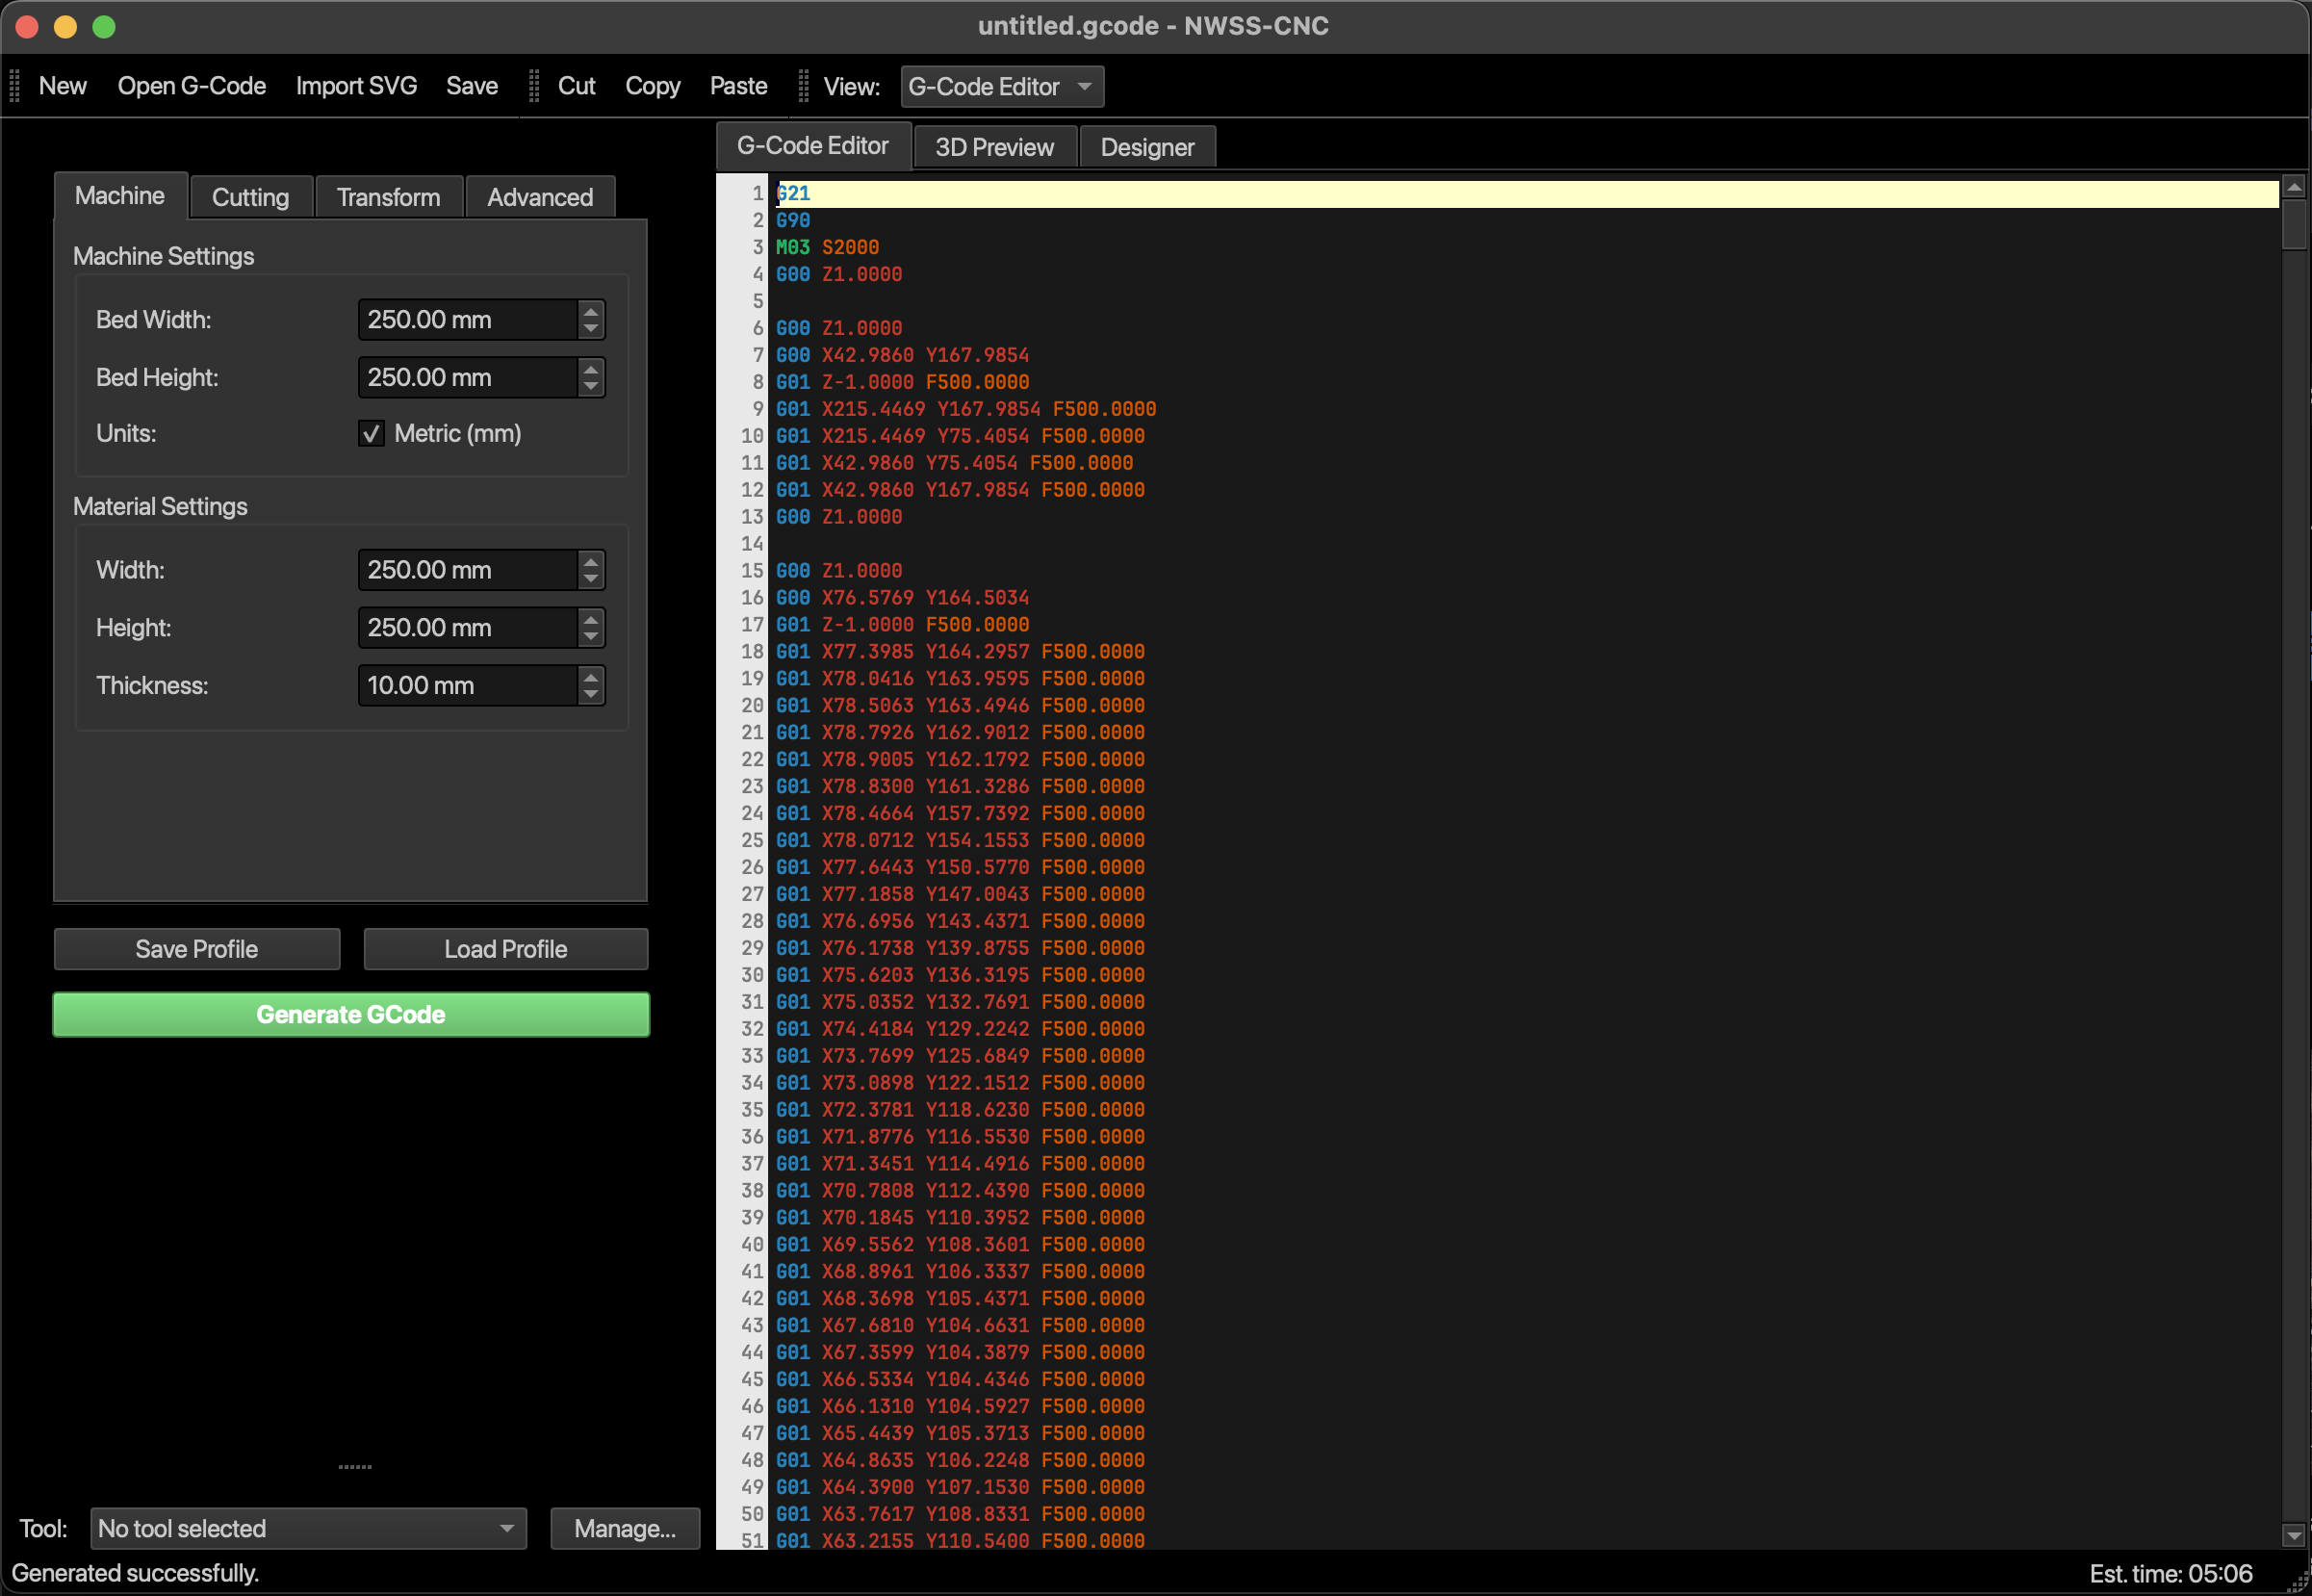 untitled.gcode - NWSS-CNC
New Open G-Code Import SVG Save Cut Copy Paste View: G-Code Editor
G-Code Editor 3D Preview Designer
Machine Cutting Transform Advanced
Machine Settings
Bed Width: 250.00 mm
Bed Height: 250.00 mm
Units: Metric (mm)
Material Settings
Width: 250.00 mm
Height: 250.00 mm
Thickness: 10.00 mm
Save Profile Load Profile
Generate GCode
1 G21
2 G90
3 M03 S2000
4 G00 Z1.0000
5
6 G00 Z1.0000
7 G00 X42.9860 Y167.9854
8 G01 Z-1.0000 F500.0000
9 G01 X215.4469 Y167.9854 F500.0000
10 G01 X215.4469 Y75.4054 F500.0000
11 G01 X42.9860 Y75.4054 F500.0000
12 G01 X42.9860 Y167.9854 F500.0000
13 G00 Z1.0000
14
15 G00 Z1.0000
16 G00 X76.5769 Y164.5034
17 G01 Z-1.0000 F500.0000
18 G01 X77.3985 Y164.2957 F500.0000
19 G01 X78.0416 Y163.9595 F500.0000
20 G01 X78.5063 Y163.4946 F500.0000
21 G01 X78.7926 Y162.9012 F500.0000
22 G01 X78.9005 Y162.1792 F500.0000
23 G01 X78.8300 Y161.3286 F500.0000
24 G01 X78.4664 Y157.7392 F500.0000
25 G01 X78.0712 Y154.1553 F500.0000
26 G01 X77.6443 Y150.5770 F500.0000
27 G01 X77.1858 Y147.0043 F500.0000
28 G01 X76.6956 Y143.4371 F500.0000
29 G01 X76.1738 Y139.8755 F500.0000
30 G01 X75.6203 Y136.3195 F500.0000
31 G01 X75.0352 Y132.7691 F500.0000
32 G01 X74.4184 Y129.2242 F500.0000
33 G01 X73.7699 Y125.6849 F500.0000
34 G01 X73.0898 Y122.1512 F500.0000
35 G01 X72.3781 Y118.6230 F500.0000
36 G01 X71.8776 Y116.5530 F500.0000
37 G01 X71.3451 Y114.4916 F500.0000
38 G01 X70.7808 Y112.4390 F500.0000
39 G01 X70.1845 Y110.3952 F500.0000
40 G01 X69.5562 Y108.3601 F500.0000
41 G01 X68.8961 Y106.3337 F500.0000
42 G01 X68.3698 Y105.4371 F500.0000
43 G01 X67.6810 Y104.6631 F500.0000
44 G01 X67.3599 Y104.3879 F500.0000
45 G01 X66.5334 Y104.4346 F500.0000
46 G01 X66.1310 Y104.5927 F500.0000
47 G01 X65.4439 Y105.3713 F500.0000
48 G01 X64.8635 Y106.2248 F500.0000
49 G01 X64.3900 Y107.1530 F500.0000
50 G01 X63.7617 Y108.8331 F500.0000
51 G01 X63.2155 Y110.5400 F500.0000
Tool: No tool selected Manage...
Generated successfully. Est. time: 05:06